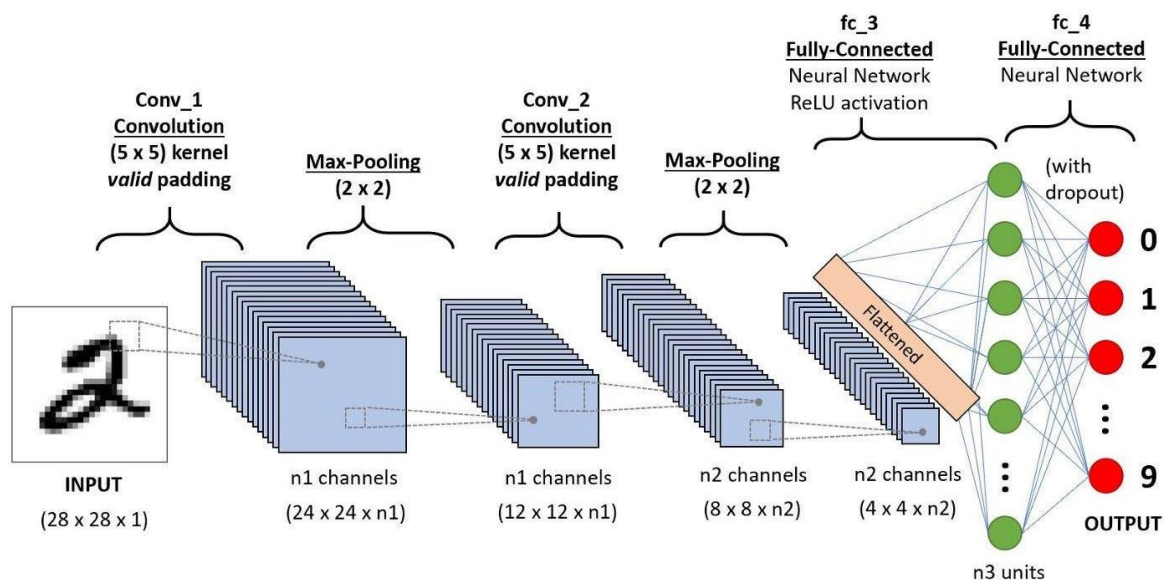 Conv_1
Convolution
(5 x 5) kernel
valid padding
Max-Pooling
(2 x 2)
Conv_2
Convolution
(5 x 5) kernel
valid padding
Max-Pooling
(2 x 2)
fc_3
Fully-Connected
Neural Network
ReLU activation
fc_4
Fully-Connected
Neural Network
(with
dropout)
2
INPUT
(28 x 28 x 1)
n1 channels
(24 x 24 x n1)
n1 channels
(12 x 12 x n1)
n2 channels
(8 x 8 x n2)
n2 channels
(4 x 4 x n2)
Flattened
n3 units
0
1
2
9
OUTPUT